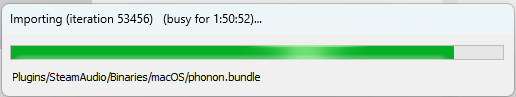 Importing (iteration 53456) (busy for 1:50:52)...
Plugins/SteamAudio/Binaries/macOS/phonon.bundle